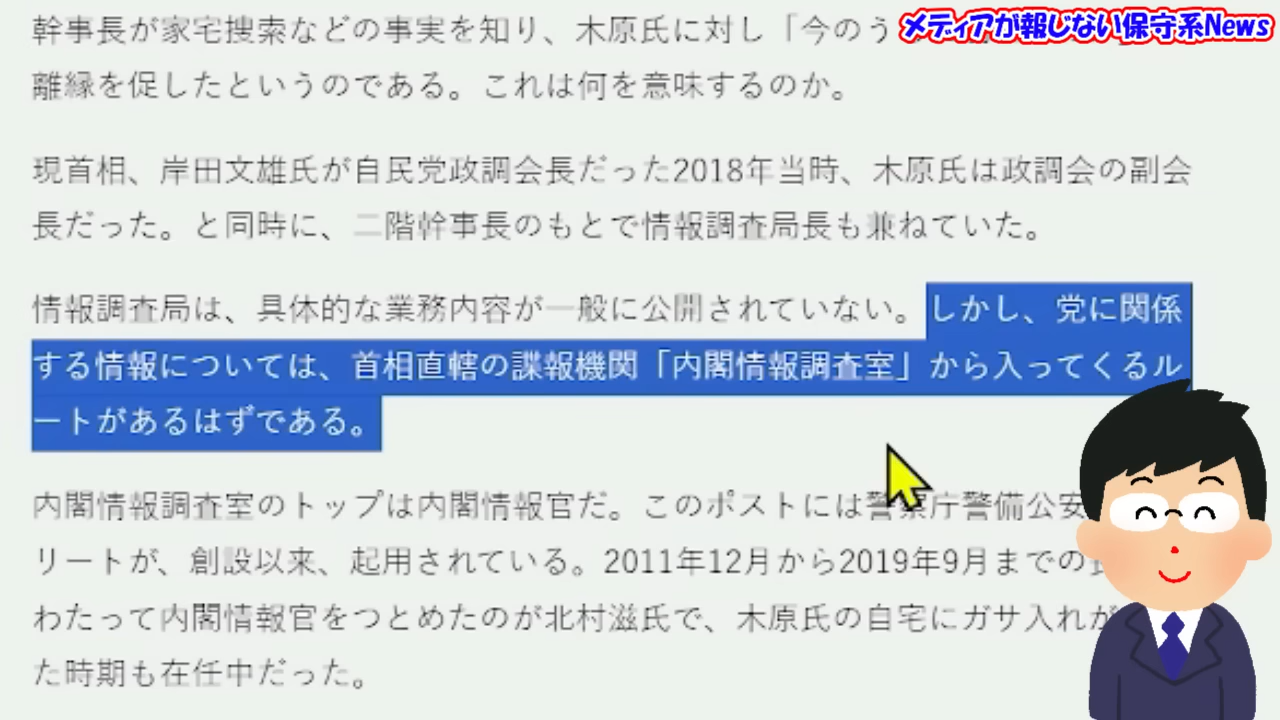 メディアが報じない保守系News
幹事長が家宅捜索などの事実を知り、木原氏に対し「今のう
離縁を促したというのである。これは何を意味するのか。
現首相、岸田文雄氏が自民党政調会長だった2018年当時、木原氏は政調会の副会
長だった。と同時に、二階幹事長のもとで情報調査局長も兼ねていた。
情報調査局は、具体的な業務内容が一般に公開されていない。しかし、党に関係
する情報については、首相直轄の諜報機関「内閣情報調査室」から入ってくるル
ートがあるはずである。
内閣情報調査室のトップは内閣情報官だ。このポストには警察庁警備公安
リートが、創設以来、起用されている。2011年12月から2019年9月までの
わたって内閣情報官をつとめたのが北村滋氏で、木原氏の自宅にガサ入れが
た時期も在任中だった。